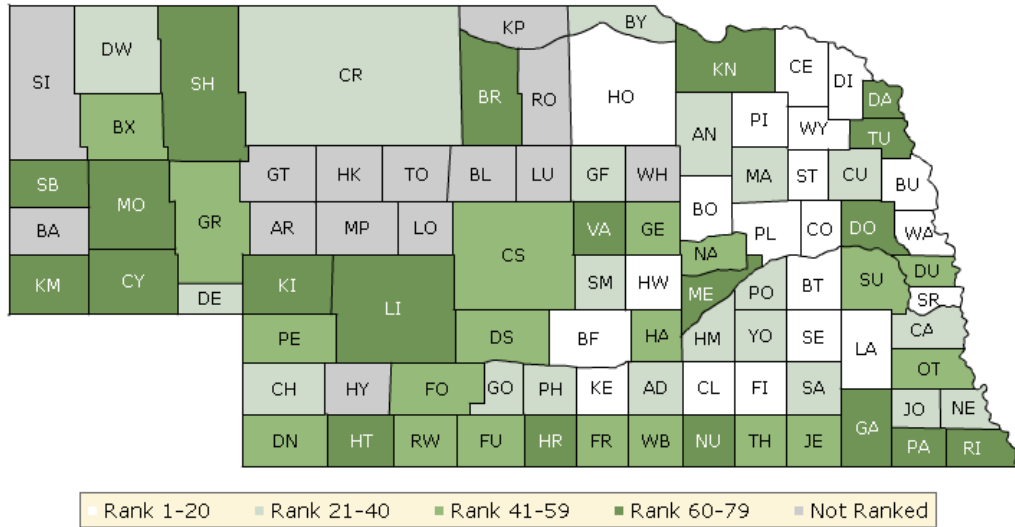 KP BY
DW CE
SI SH CR KN DI
BR RO HO DA
BX PI
AN WY TU
GT HK TO BL LU GF WH MA ST CU BU
SB
MO GR BO
BA AR MP LO VA GE PL CO DO WA
CS NA
KM CY KI SM HW ME PO BT SU DU
DE LI SR
PE DS BF HA HM YO SE LA CA
OT
CH HY FO GO PH KE AD CL FI SA
JO NE
DN HT RW FU HR FR WB NU TH JE GA PA RI
Rank 1-20 Rank 21-40 Rank 41-59 Rank 60-79 Not Ranked